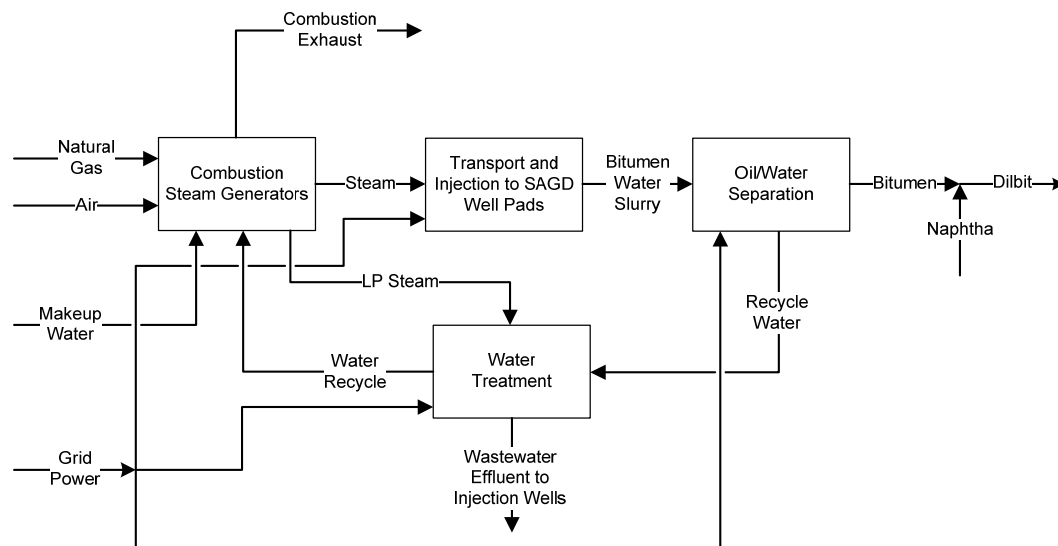 Combustion
Exhaust
Natural
Gas
Air
Combustion
Steam Generators
Steam
Transport and
Injection to SAGD
Well Pads
Bitumen
Water
Slurry
Oil/Water
Separation
Bitumen
Dilbit
Naphtha
LP Steam
Makeup
Water
Recycle
Water
Water
Recycle
Water
Treatment
Grid
Power
Wastewater
Effluent to
Injection Wells